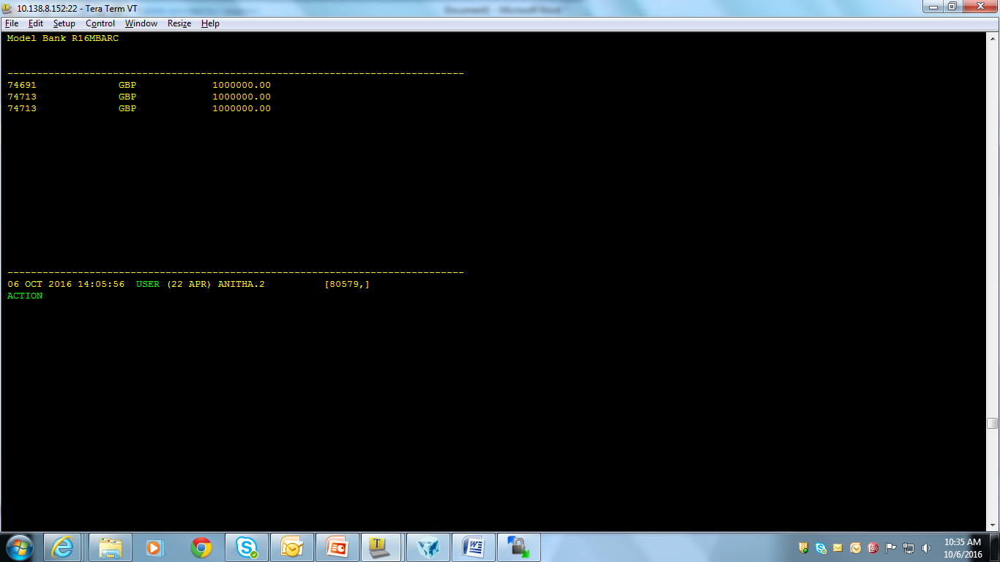 10.138.8.152:22 - Tera Term VT
File Edit Setup Control Window Resize Help
Model Bank R16MBARC
------------------------------------------------------------------------------
74691 GBP 1000000.00
74713 GBP 1000000.00
74713 GBP 1000000.00
------------------------------------------------------------------------------
06 OCT 2016 14:05:56 USER (22 APR) ANITHA.2 [80579,]
ACTION
10:35 AM
10/6/2016